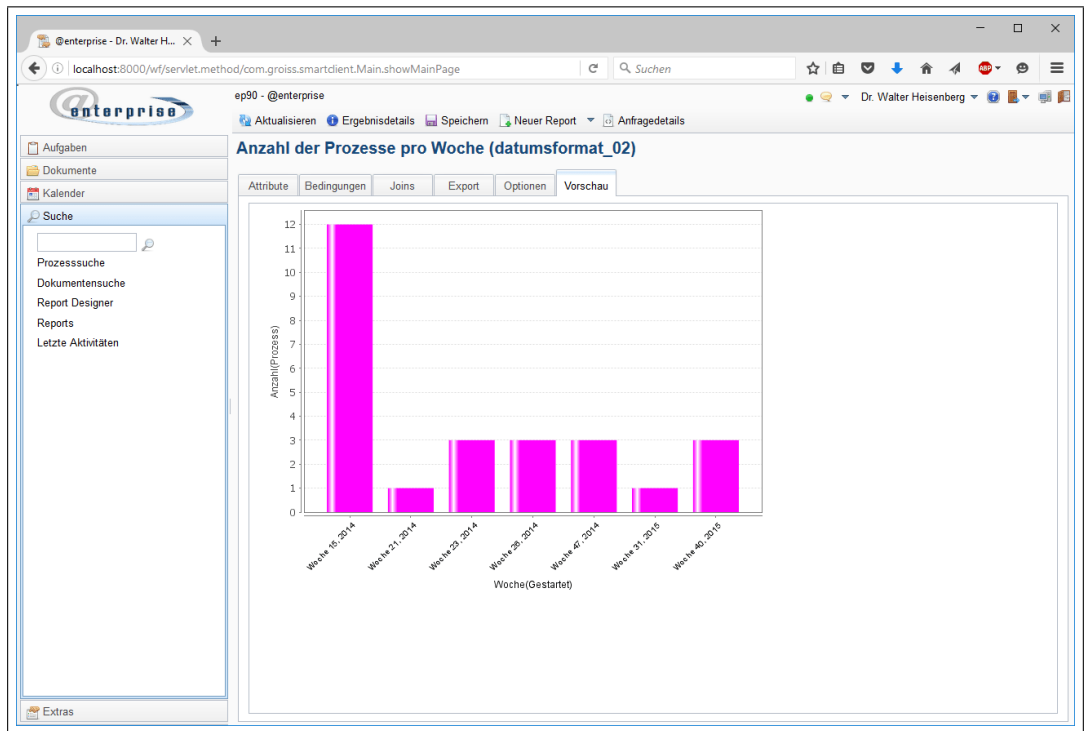 @enterprise - Dr. Walter H...
localhost:8000/wf/servlet.method/com.groiss.smartclient.Main.showMainPage
Suchen
ABP
@enterprise
ep90 - @enterprise
Dr. Walter Heisenberg
Aktualisieren Ergebnisdetails Speichern Neuer Report Anfragedetails
Aufgaben
Dokumente
Kalender
Suche
Prozesssuche
Dokumentensuche
Report Designer
Reports
Letzte Aktivitäten
Extras
Anzahl der Prozesse pro Woche (datumsformat_02)
Attribute Bedingungen Joins Export Optionen Vorschau
Anzahl(Prozess)
12
11
10
9
8
7
6
5
4
3
2
1
0
Woche 15, 2014
Woche 21, 2014
Woche 23, 2014
Woche 26, 2014
Woche 47, 2014
Woche 31, 2015
Woche 40, 2015
Woche(Gestartet)